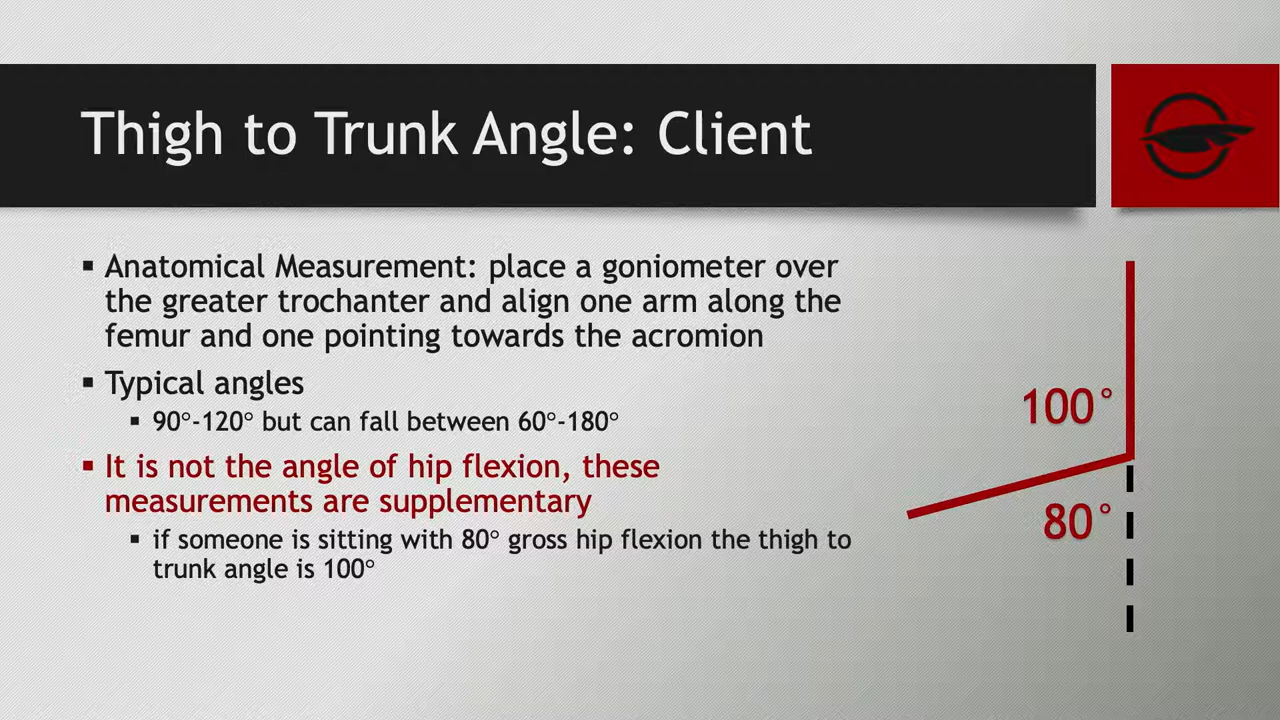 Thigh to Trunk Angle: Client
▪ Anatomical Measurement: place a goniometer over
the greater trochanter and align one arm along the
femur and one pointing towards the acromion
▪ Typical angles
▪ 90°-120° but can fall between 60°-180°
▪ It is not the angle of hip flexion, these
measurements are supplementary
▪ if someone is sitting with 80° gross hip flexion the thigh to
trunk angle is 100°
100°
80°